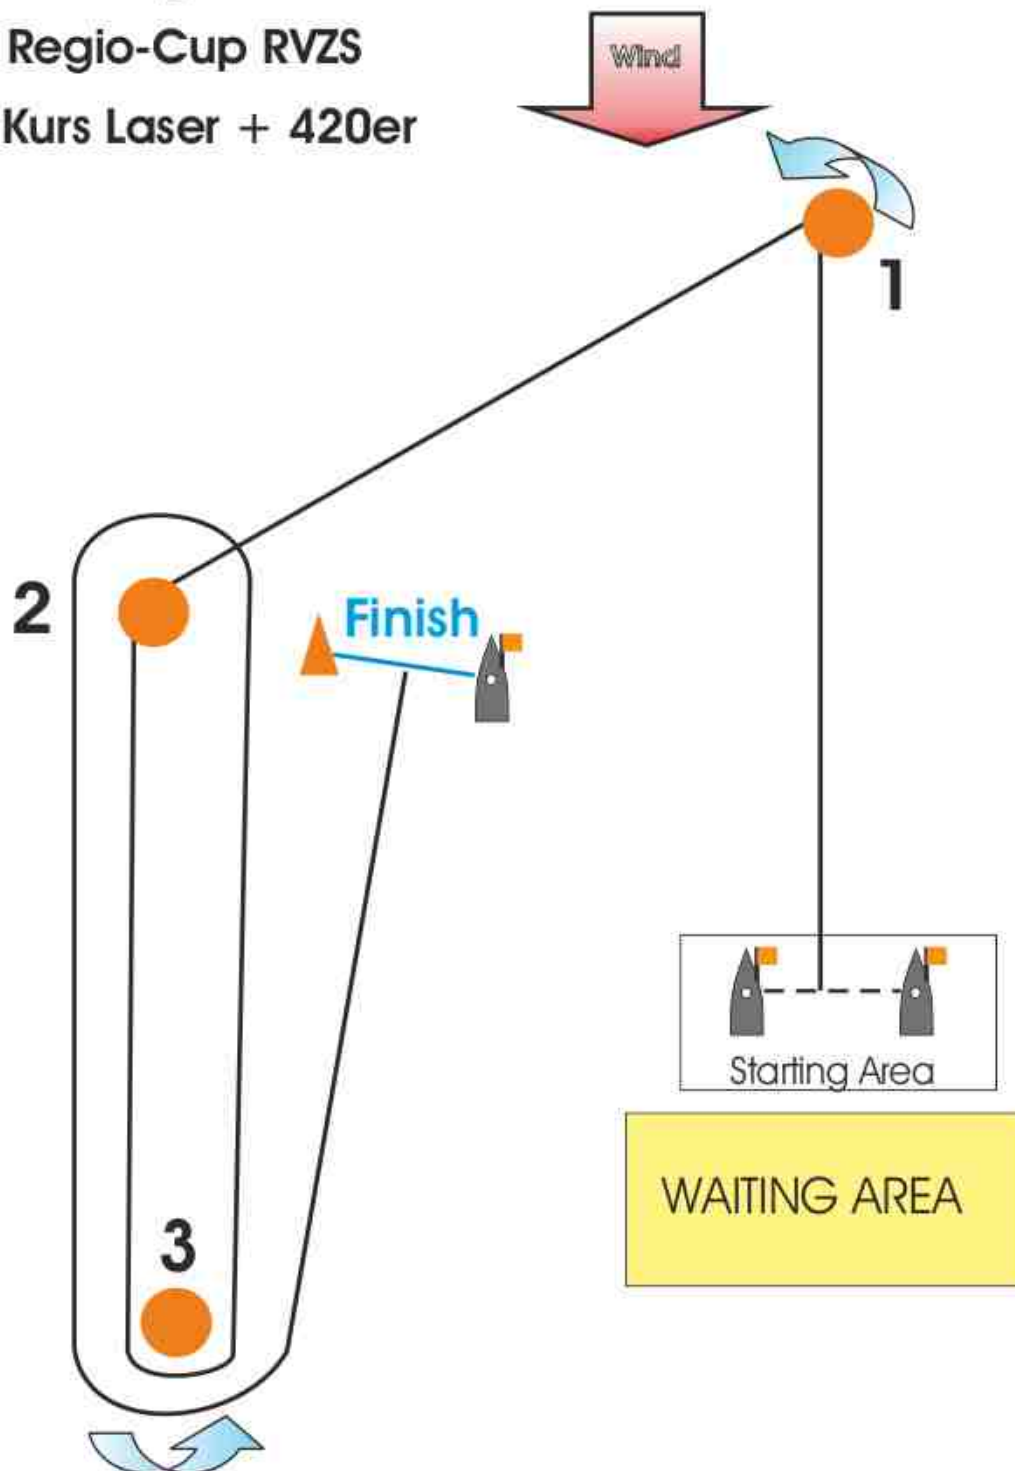 Regio-Cup RVZS
Kurs Laser + 420er
Wind
1
2
Finish
Starting Area
WAITING AREA
3